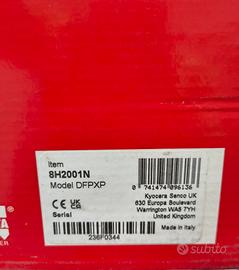 Item
8H2001N
Model DFPXP
0 741474 096136
Kyocera Senco UK
630 Europa Boulevard
Warrington WA5 7YH
United Kingdom
UK
CA
CE
Serial
236F0344
subito